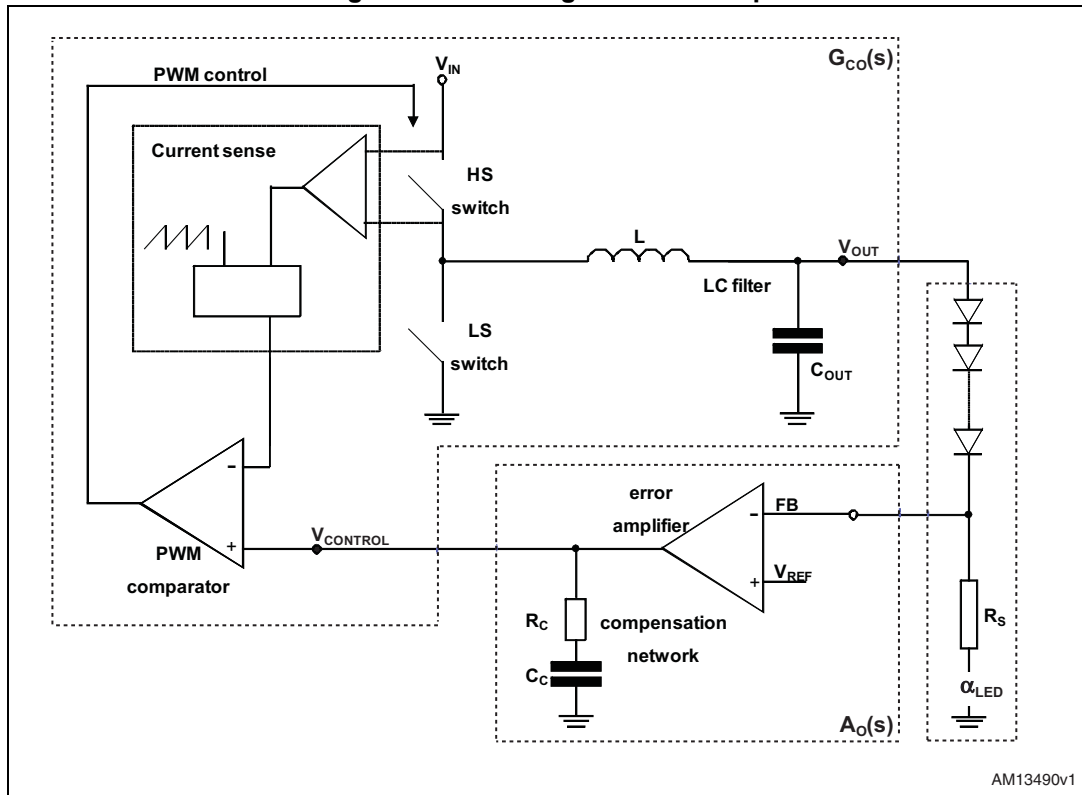 G_CO(s)
V_IN
PWM control
Current sense
HS
switch
L
V_OUT
LC filter
LS
switch
C_OUT
error
amplifier
-
FB
-
V_CONTROL
PWM
comparator
+
+
V_REF
R_C
compensation
network
R_S
C_C
α_LED
A_O(s)
AM13490v1